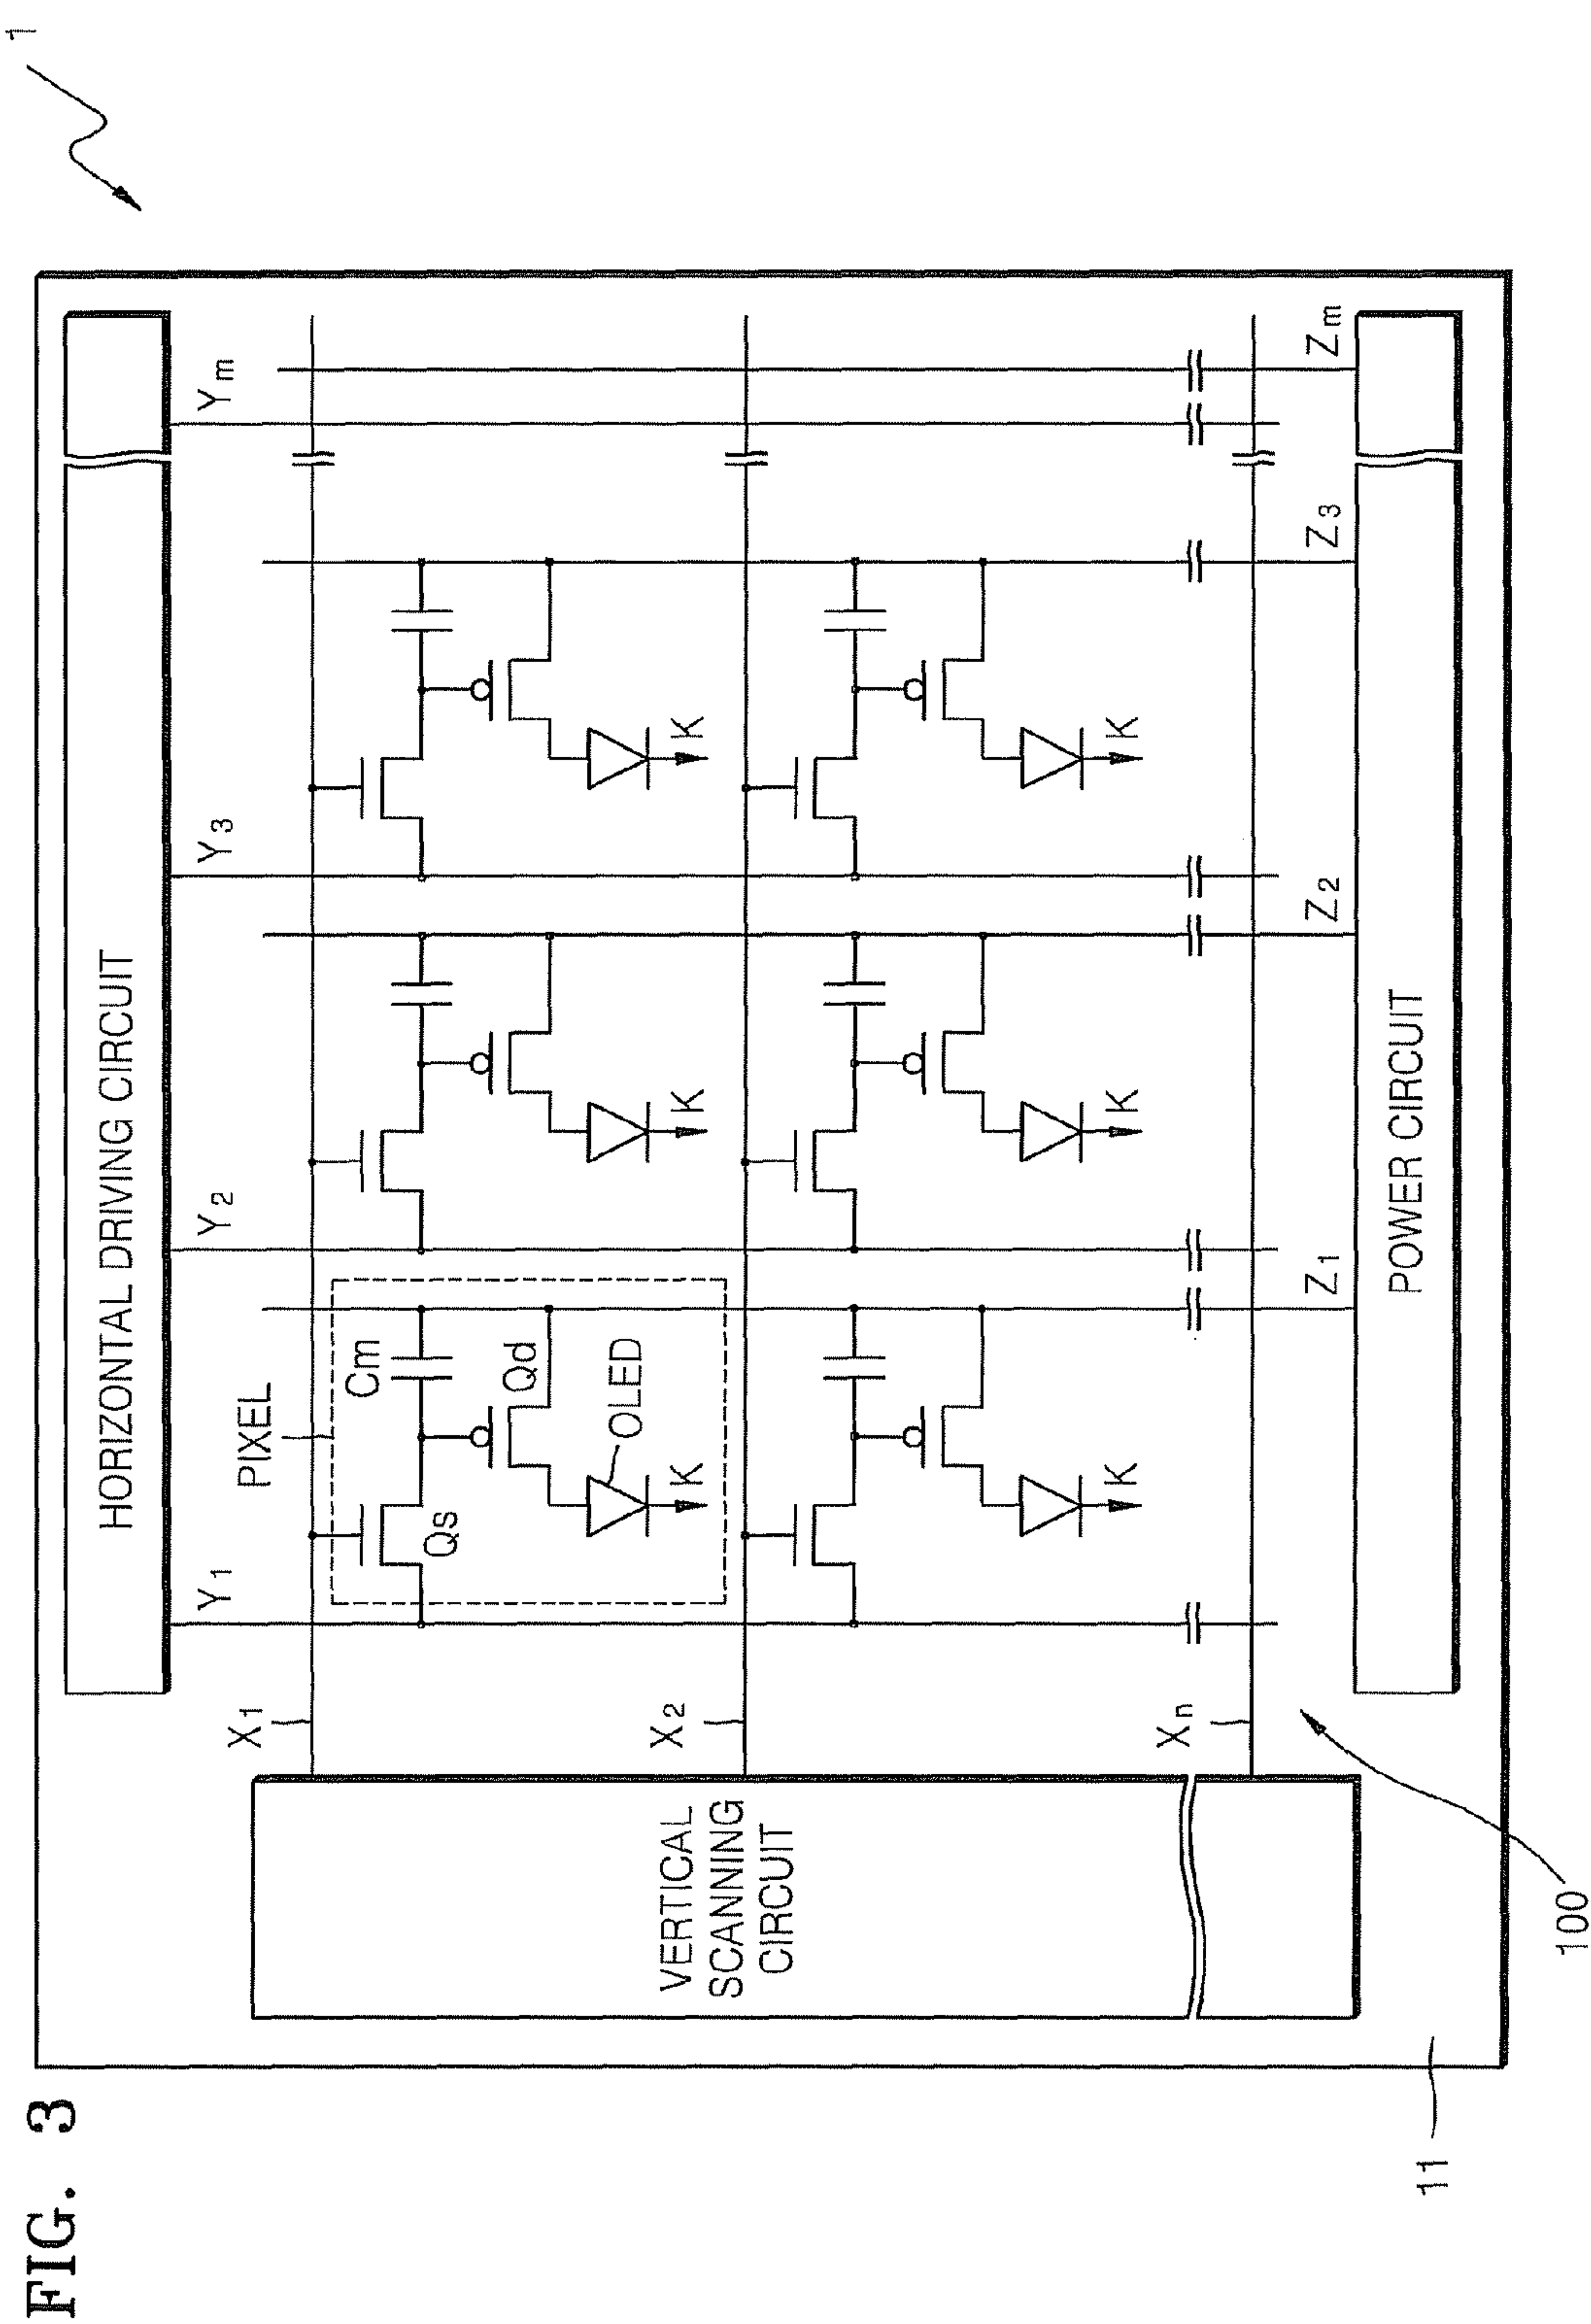 FIG. 3
1
HORIZONTAL DRIVING CIRCUIT
Y1
Y2
Y3
Ym
PIXEL
X1
Cm
Qs
Qd
OLED
K
K
K
X2
K
K
K
Xn
Z1
Z2
Z3
Zm
VERTICAL
SCANNING
CIRCUIT
POWER CIRCUIT
11
100